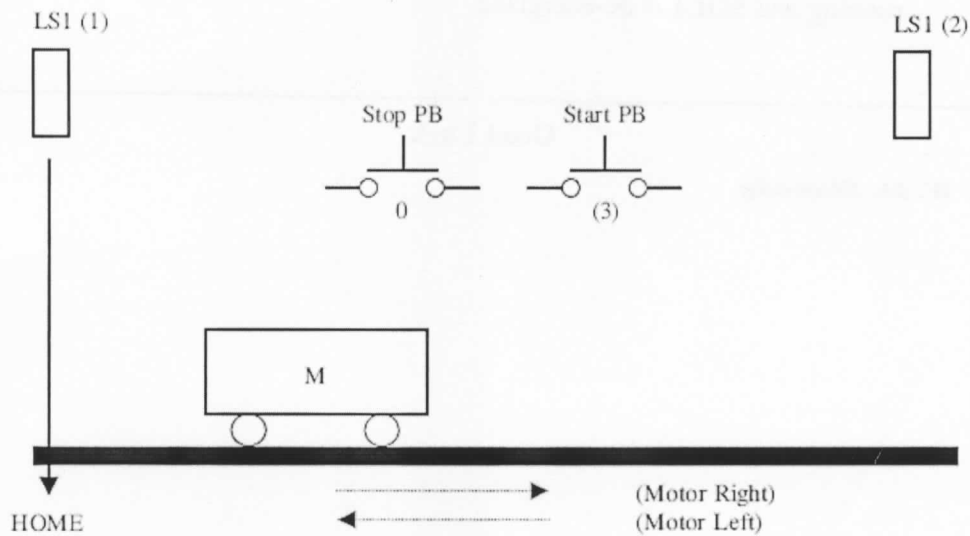 LS1 (1)
LS1 (2)
Stop PB
Start PB
0
(3)
M
(Motor Right)
(Motor Left)
HOME